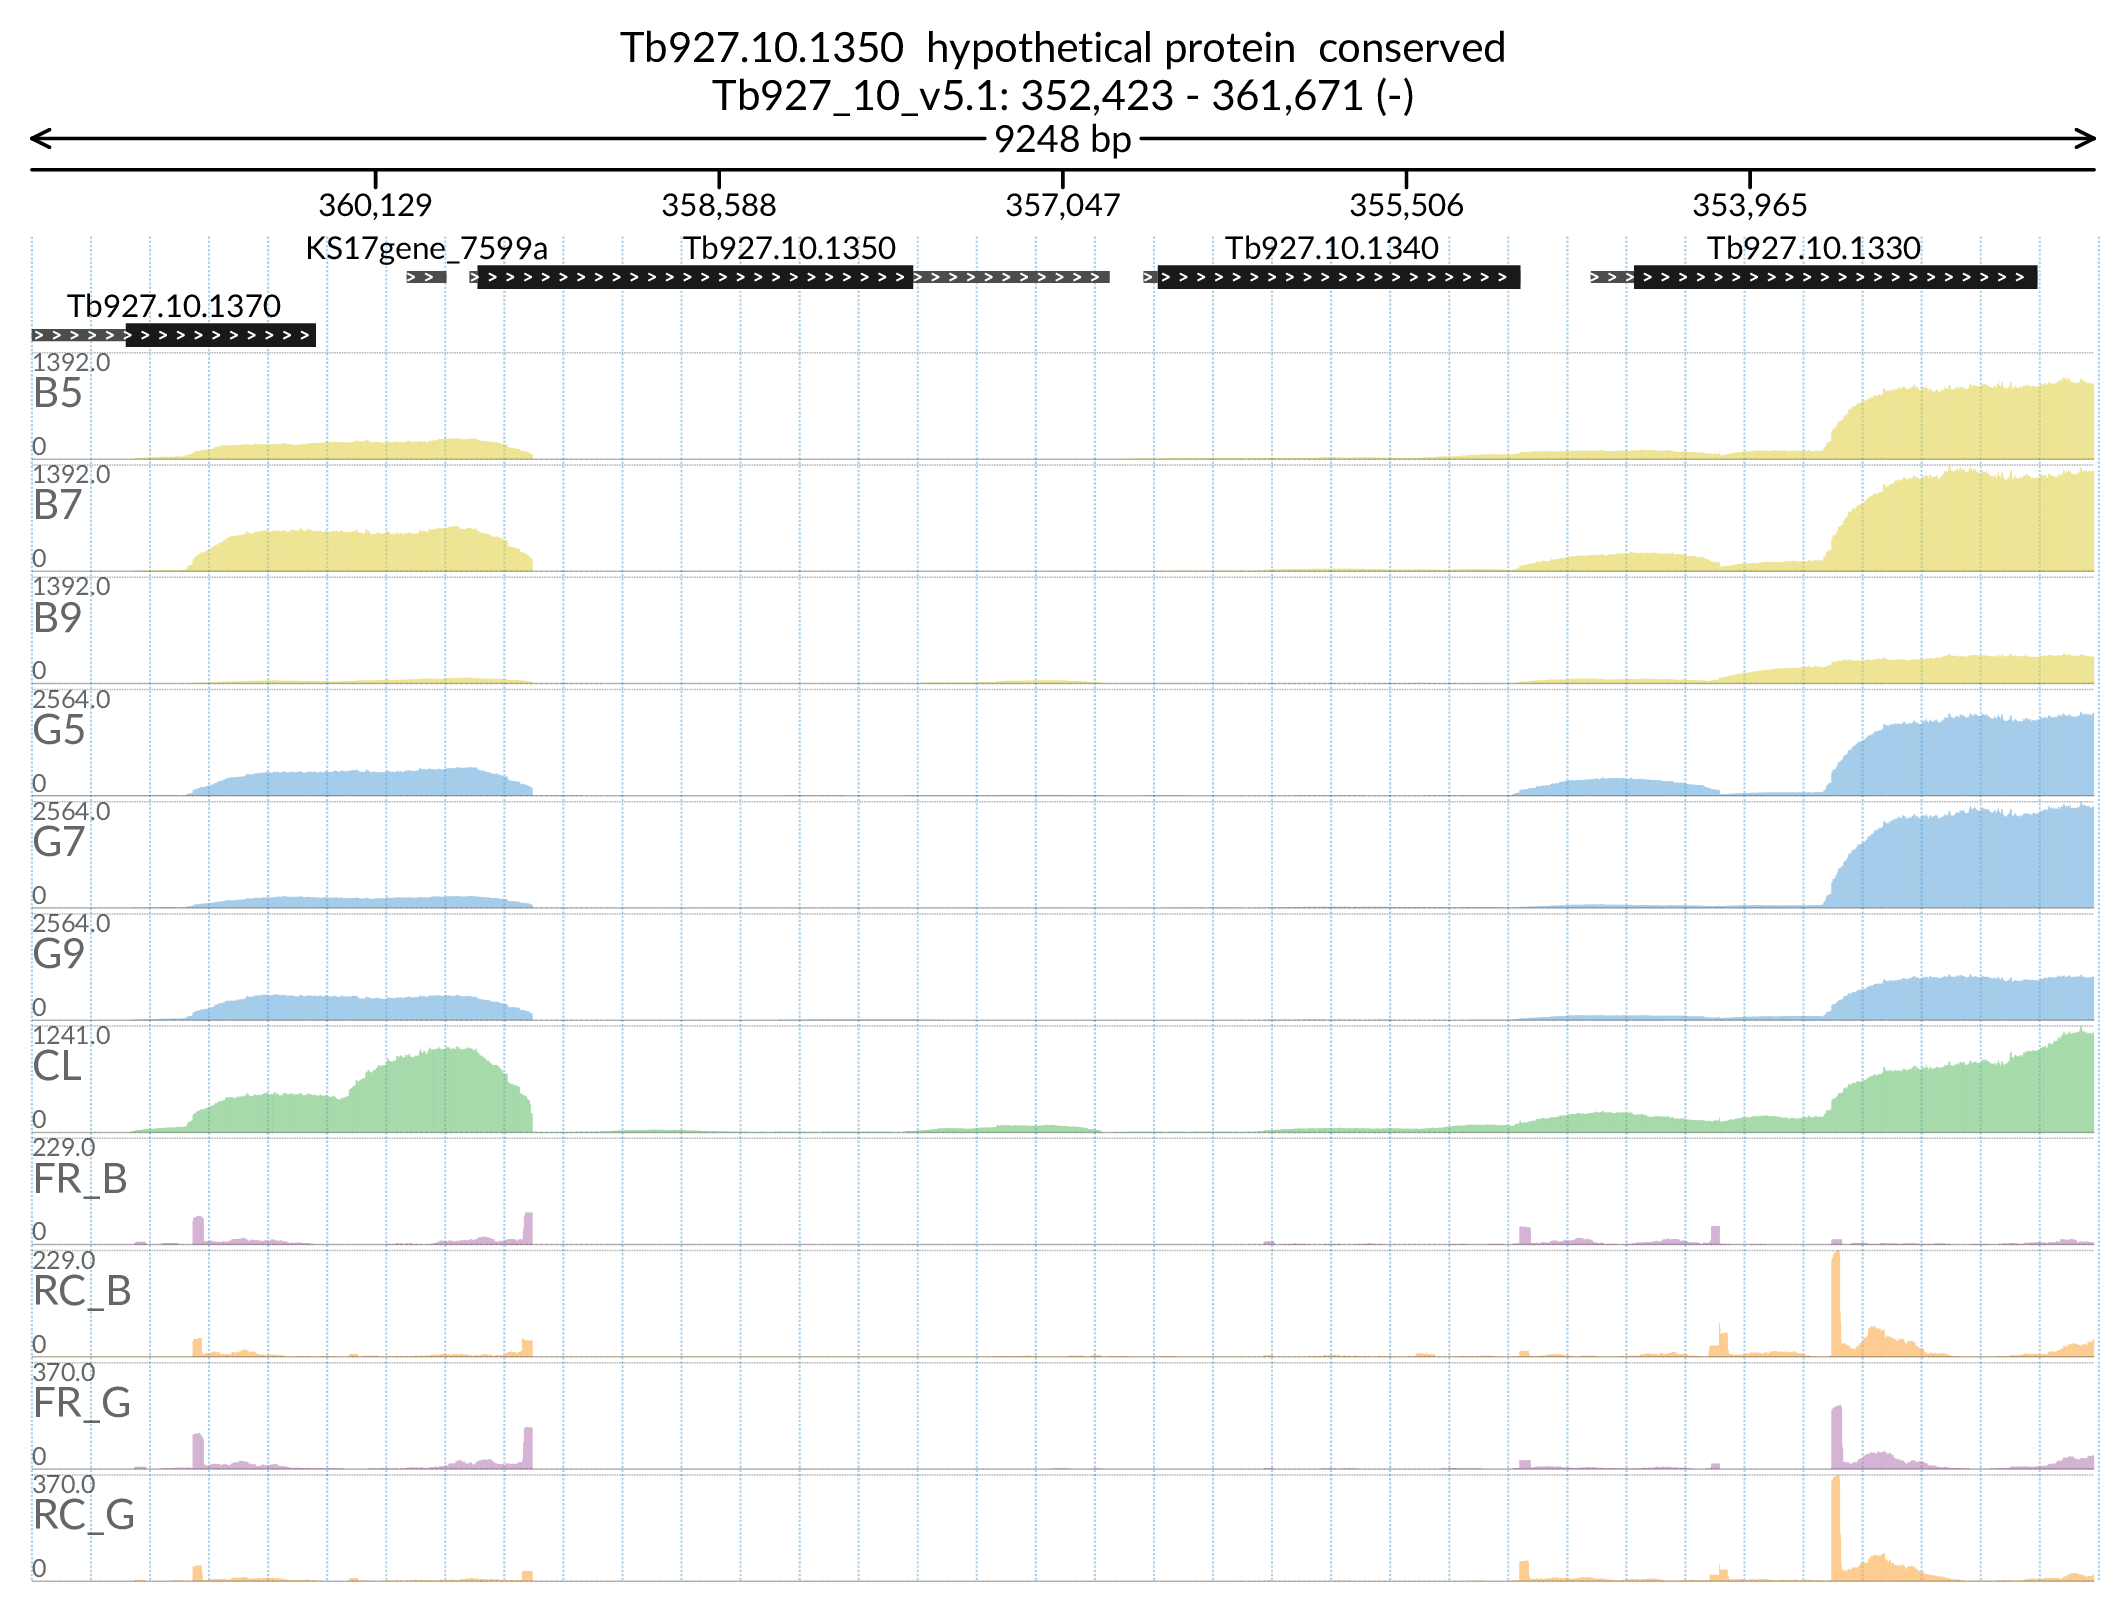 Tb927.10.1350  hypothetical protein  conserved
Tb927_10_v5.1: 352,423 - 361,671 (-)
9248 bp
360,129 358,588 357,047 355,506 353,965
KS17gene_7599a Tb927.10.1350 Tb927.10.1340 Tb927.10.1330
Tb927.10.1370
1392.0
B5
0
1392.0
B7
0
1392.0
B9
0
2564.0
G5
0
2564.0
G7
0
2564.0
G9
0
1241.0
CL
0
229.0
FR_B
0
229.0
RC_B
0
370.0
FR_G
0
370.0
RC_G
0